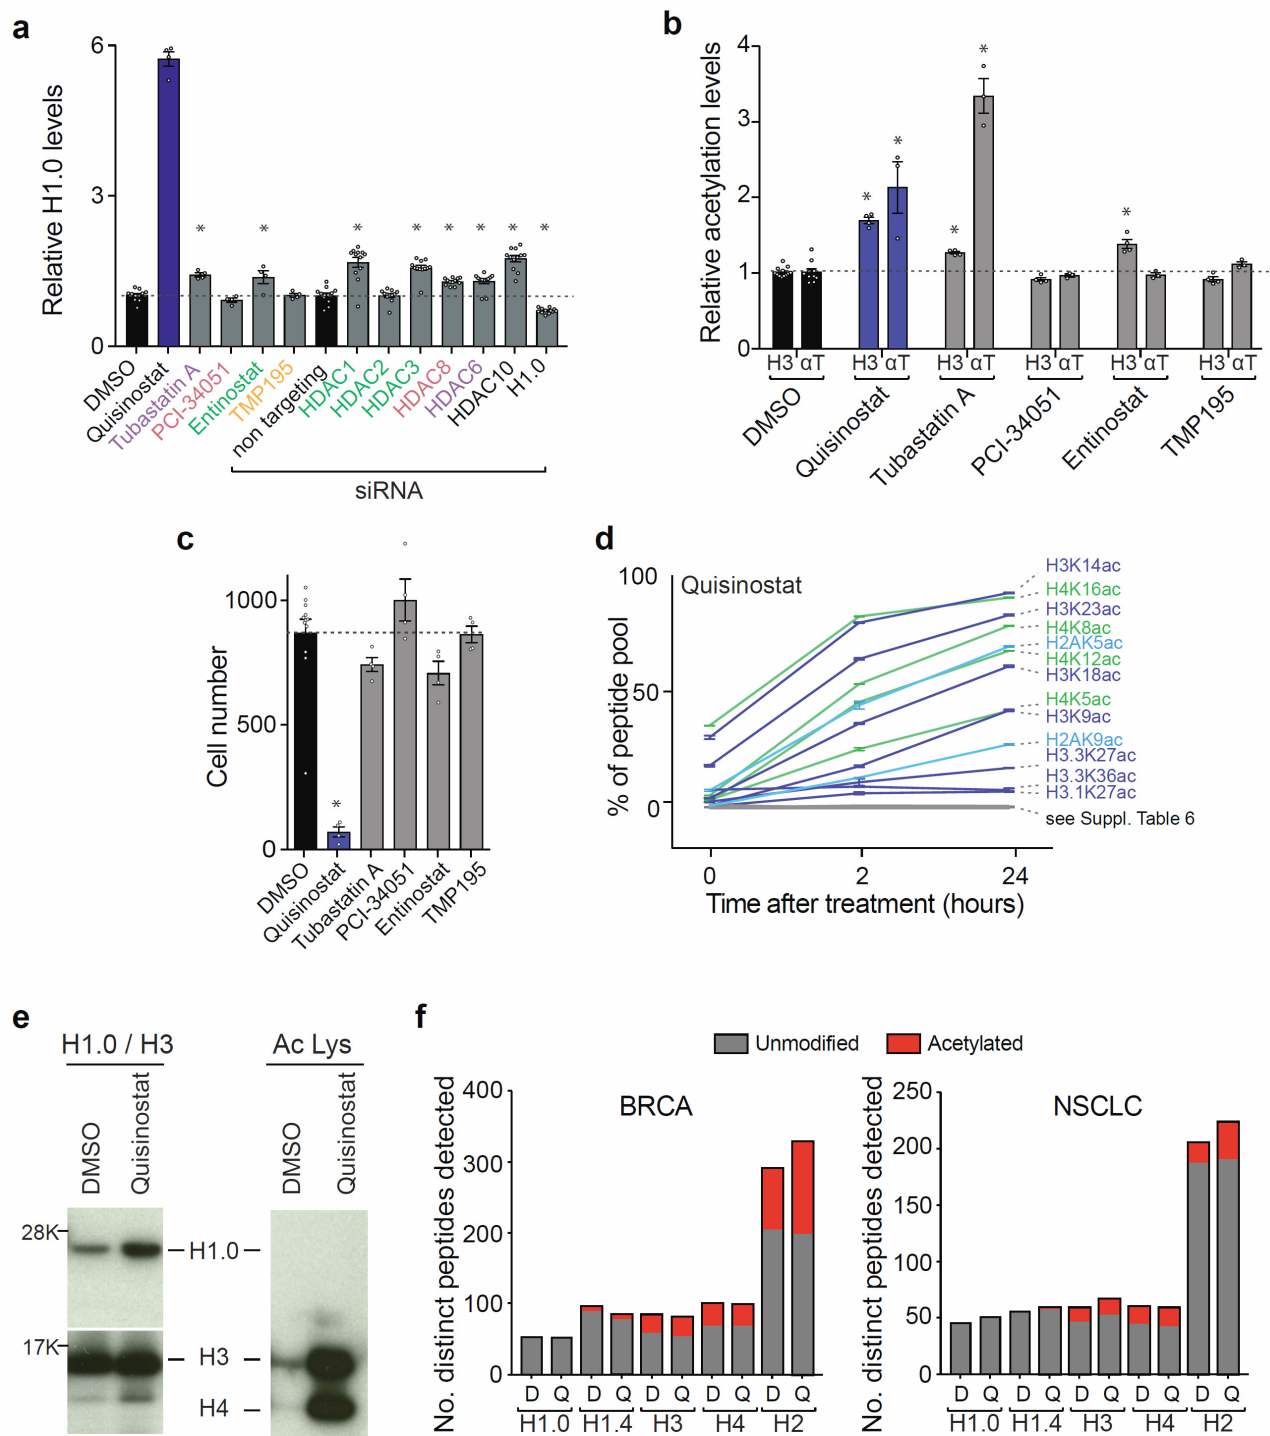 a
Relative H1.0 levels
6
3
0
* * * * * * * *
DMSO
Quisinostat
Tubastatin A
PCI-34051
Entinostat
TMP195
non targeting
HDAC1
HDAC2
HDAC3
HDAC8
HDAC6
HDAC10
H1.0
siRNA
b
Relative acetylation levels
4
3
2
1
0
* * * * *
H3 αT H3 αT H3 αT H3 αT H3 αT H3 αT
DMSO
Quisinostat
Tubastatin A
PCI-34051
Entinostat
TMP195
c
Cell number
1000
500
0
*
DMSO
Quisinostat
Tubastatin A
PCI-34051
Entinostat
TMP195
d
% of peptide pool
100
50
0
Quisinostat
H3K14ac
H4K16ac
H3K23ac
H4K8ac
H2AK5ac
H4K12ac
H3K18ac
H4K5ac
H3K9ac
H2AK9ac
H3.3K27ac
H3.3K36ac
H3.1K27ac
see Suppl. Table 6
0 2 24
Time after treatment (hours)
e
H1.0 / H3
Ac Lys
DMSO
Quisinostat
DMSO
Quisinostat
28K
17K
H1.0
H3
H4
f
Unmodified
Acetylated
No. distinct peptides detected
400
300
200
100
0
BRCA
D Q D Q D Q D Q D Q
H1.0 H1.4 H3 H4 H2
No. distinct peptides detected
250
200
150
100
50
0
NSCLC
D Q D Q D Q D Q D Q
H1.0 H1.4 H3 H4 H2